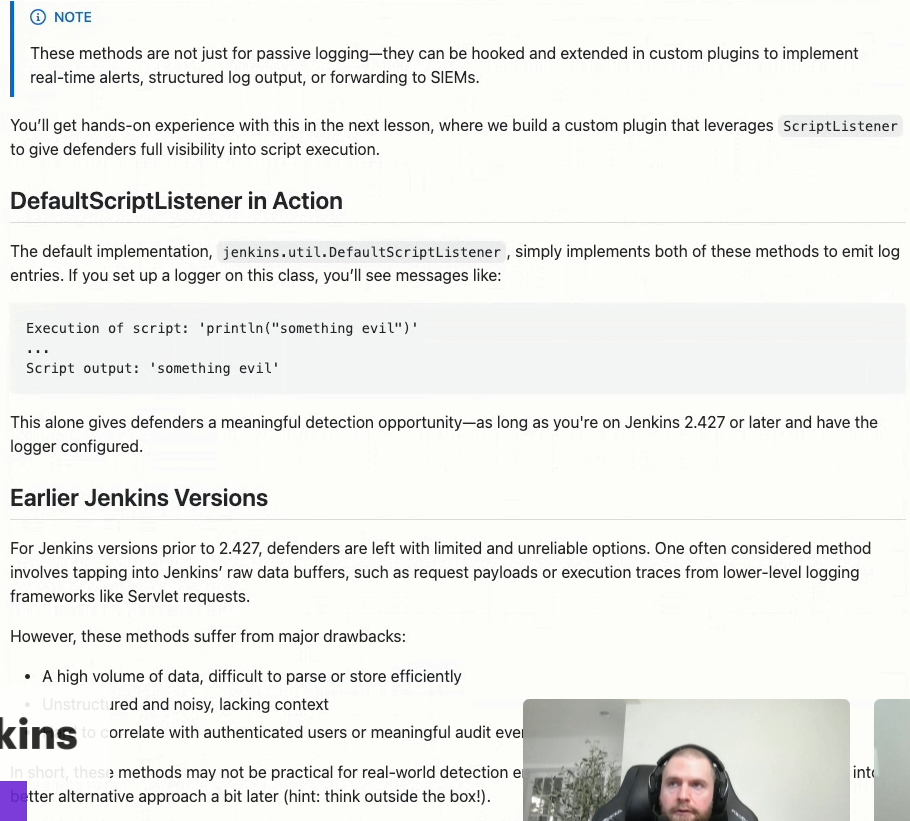 NOTE
These methods are not just for passive logging—they can be hooked and extended in custom plugins to implement
real-time alerts, structured log output, or forwarding to SIEMs.
You'll get hands-on experience with this in the next lesson, where we build a custom plugin that leverages ScriptListener
to give defenders full visibility into script execution.
DefaultScriptListener in Action
The default implementation, jenkins.util.DefaultScriptListener , simply implements both of these methods to emit log
entries. If you set up a logger on this class, you'll see messages like:
Execution of script: 'println("something evil")'
...
Script output: 'something evil'
This alone gives defenders a meaningful detection opportunity—as long as you're on Jenkins 2.427 or later and have the
logger configured.
Earlier Jenkins Versions
For Jenkins versions prior to 2.427, defenders are left with limited and unreliable options. One often considered method
involves tapping into Jenkins' raw data buffers, such as request payloads or execution traces from lower-level logging
frameworks like Servlet requests.
However, these methods suffer from major drawbacks:
• A high volume of data, difficult to parse or store efficiently
• Unstructured and noisy, lacking context
kins
to correlate with authenticated users or meaningful audit
In short, these methods may not be practical for real-world detection
better alternative approach a bit later (hint: think outside the box!).